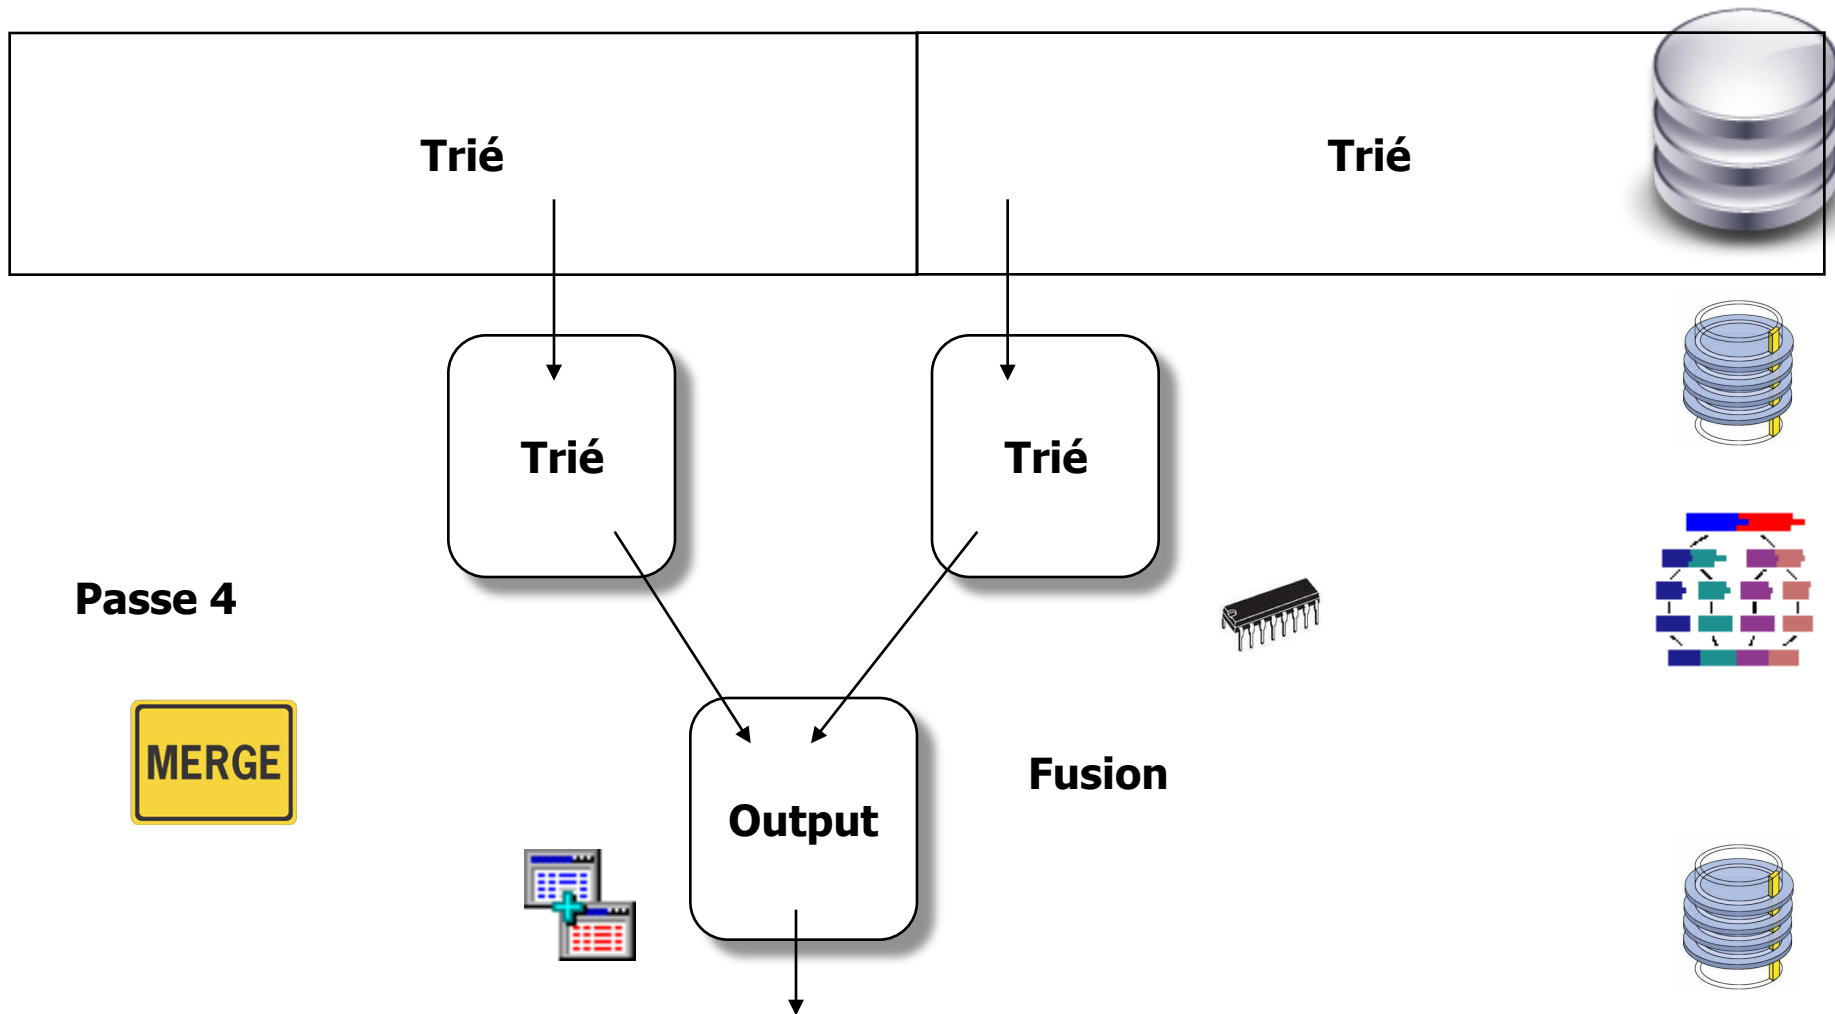 Trié
Trié
Trié
Trié
Passe 4
MERGE
Fusion
Output